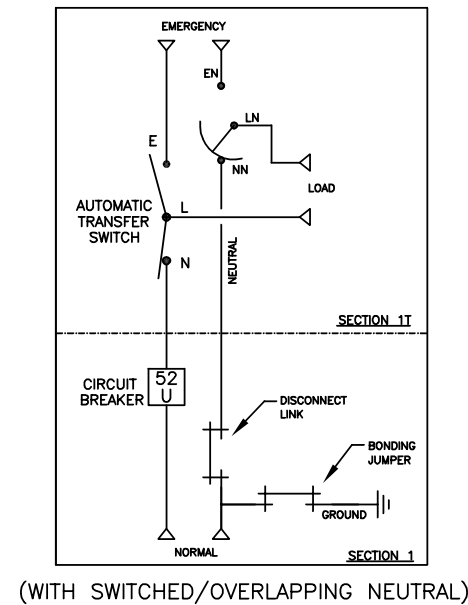 EMERGENCY
EN
LN
E
NN
LOAD
AUTOMATIC
TRANSFER
SWITCH
L
N
NEUTRAL
SECTION 1T
CIRCUIT
BREAKER
52
U
DISCONNECT
LINK
BONDING
JUMPER
GROUND
NORMAL
SECTION 1
(WITH SWITCHED/OVERLAPPING NEUTRAL)